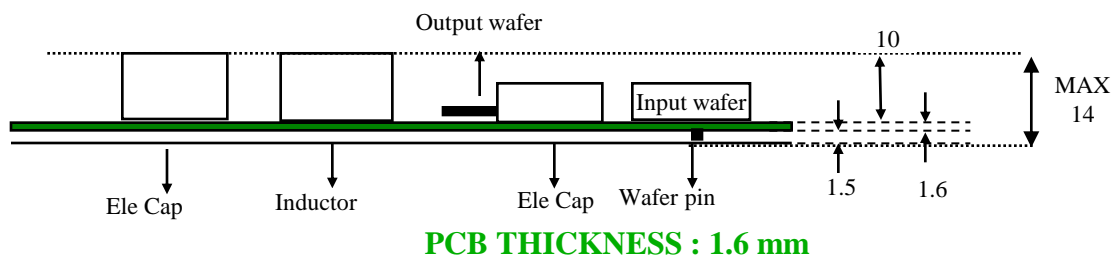 Output wafer
10
MAX
14
Input wafer
1.5
1.6
Ele Cap
Inductor
Ele Cap
Wafer pin
PCB THICKNESS : 1.6 mm